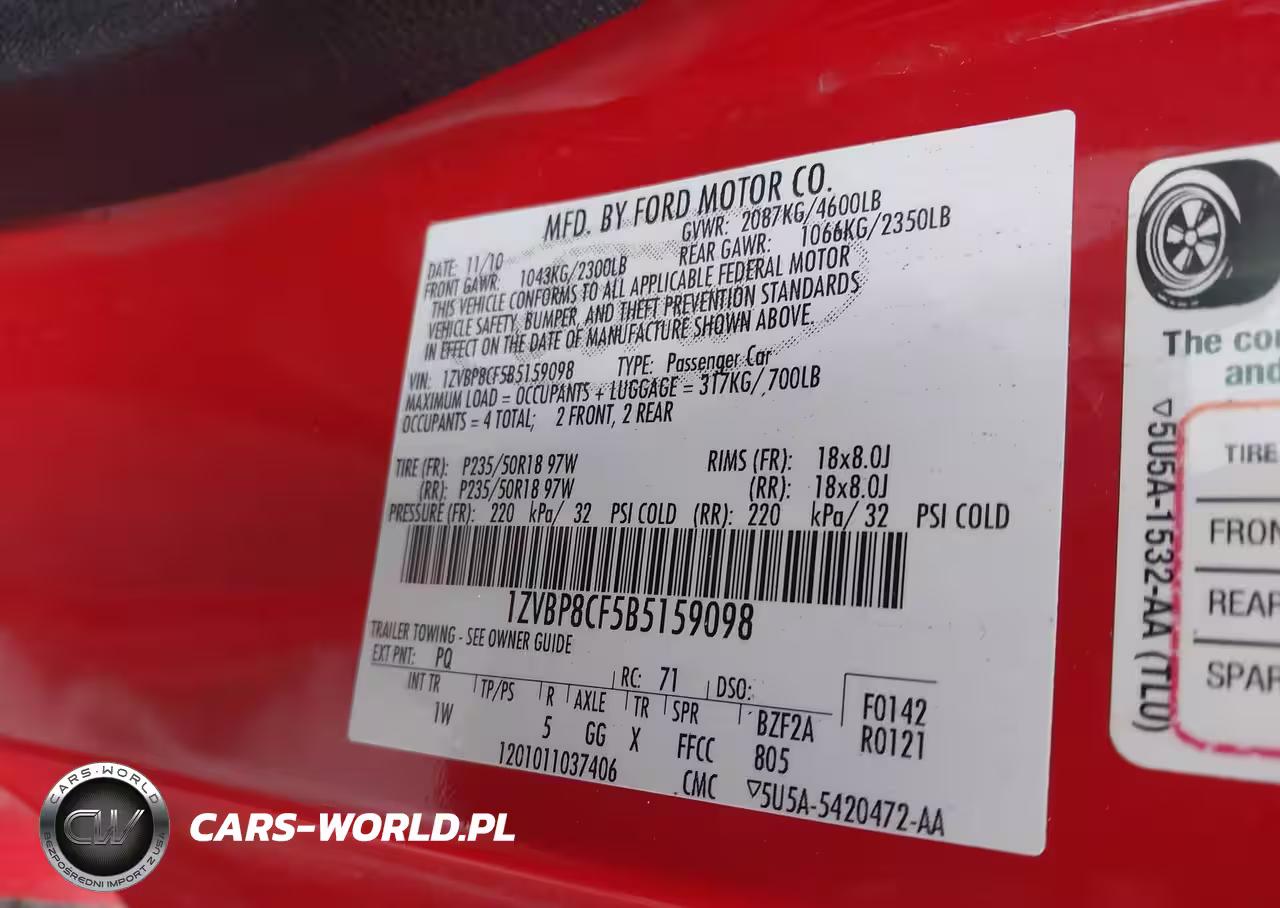 MFD. BY FORD MOTOR CO.
DATE: 11/10 GVWR: 2087KG/4600LB
FRONT GAWR: 1043KG/2300LB REAR GAWR: 1066KG/2350LB
THIS VEHICLE CONFORMS TO ALL APPLICABLE FEDERAL MOTOR
VEHICLE SAFETY, BUMPER, AND THEFT PREVENTION STANDARDS
IN EFFECT ON THE DATE OF MANUFACTURE SHOWN ABOVE.
VIN: 1ZVBP8CF5B5159098 TYPE: Passenger Car
MAXIMUM LOAD = OCCUPANTS + LUGGAGE = 317KG/700LB
OCCUPANTS = 4 TOTAL; 2 FRONT, 2 REAR
TIRE (FR): P235/50R18 97W RIMS (FR): 18x8.0J
(RR): P235/50R18 97W (RR): 18x8.0J
PRESSURE (FR): 220 kPa/ 32 PSI COLD (RR): 220 kPa/ 32 PSI COLD
1ZVBP8CF5B5159098
TRAILER TOWING - SEE OWNER GUIDE
EXT PNT: PQ RC: 71 DSO:
INT TR TP/PS R AXLE TR SPR BZF2A F0142
1W 5 GG X FFCC 805 R0121
1201011037406 CMC ▽5U5A-5420472-AA
The co
and
▽5U5A-1532-AA (TLU)
TIRE
FRON
REAR
SPAR
CARS-WORLD
CW
BEZPOŚREDNI IMPORT Z USA
CARS-WORLD.PL